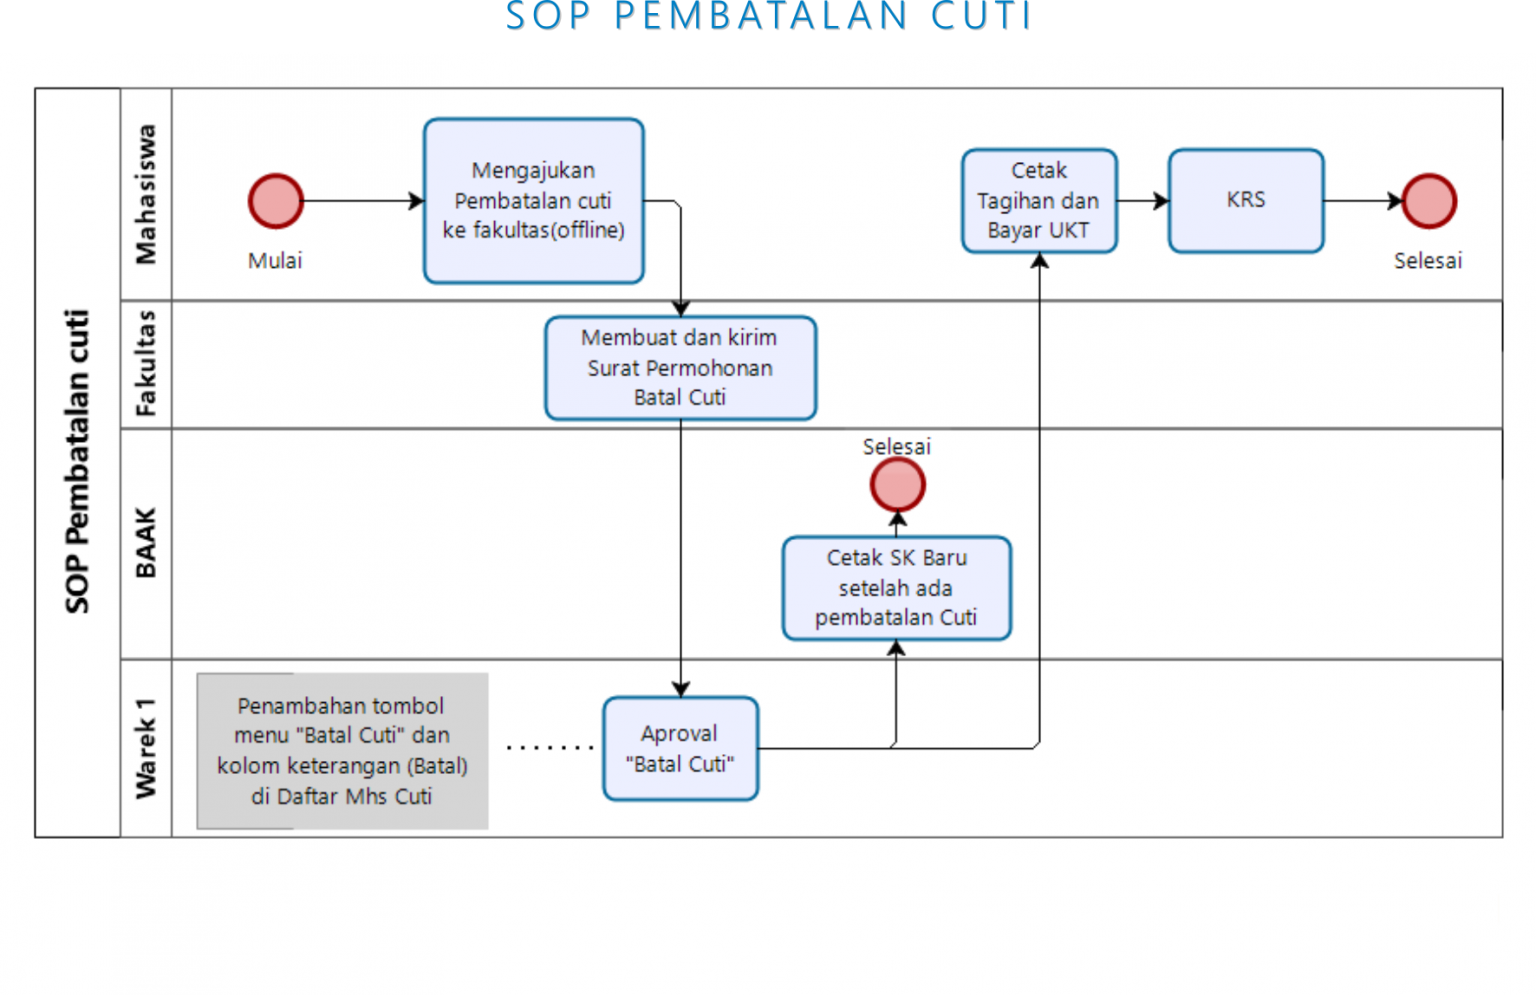 SOP PEMBATALAN CUTI
SOP Pembatalan cuti
Mahasiswa
Mulai
Mengajukan
Pembatalan cuti
ke fakultas(offline)
Cetak
Tagihan dan
Bayar UKT
KRS
Selesai
Fakultas
Membuat dan kirim
Surat Permohonan
Batal Cuti
BAAK
Selesai
Cetak SK Baru
setelah ada
pembatalan Cuti
Warek 1
Penambahan tombol
menu "Batal Cuti" dan
kolom keterangan (Batal)
di Daftar Mhs Cuti
Aproval
"Batal Cuti"